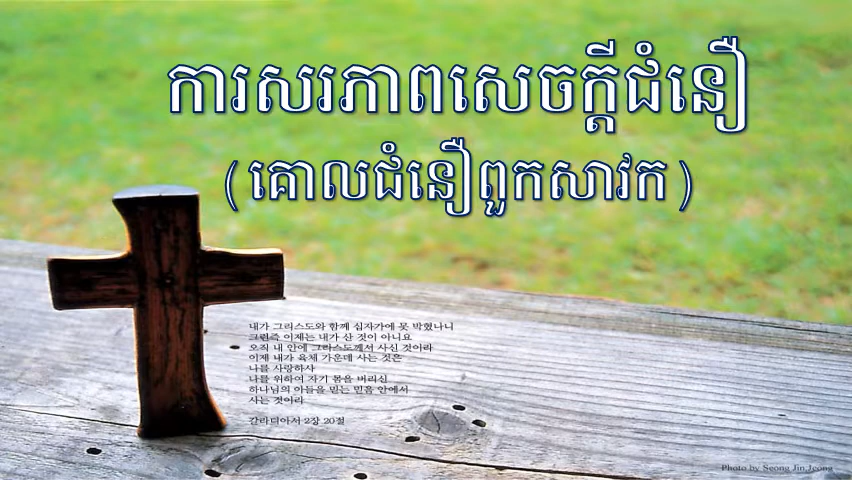 ការសរភាពសេចក្ដីជំនឿ
( គោលជំនឿពួកសាវក )
내가 그리스도와 함께 십자가에 못 박혔나니
그런즉 이제는 내가 산 것이 아니요
오직 내 안에 그리스도께서 사신 것이라
이제 내가 육체 가운데 사는 것은
나를 사랑하사
나를 위하여 자기 몸을 버리신
하나님의 아들을 믿는 믿음 안에서
사는 것이라
갈라디아서 2장 20절
Photo by Seong Jin,Jeong